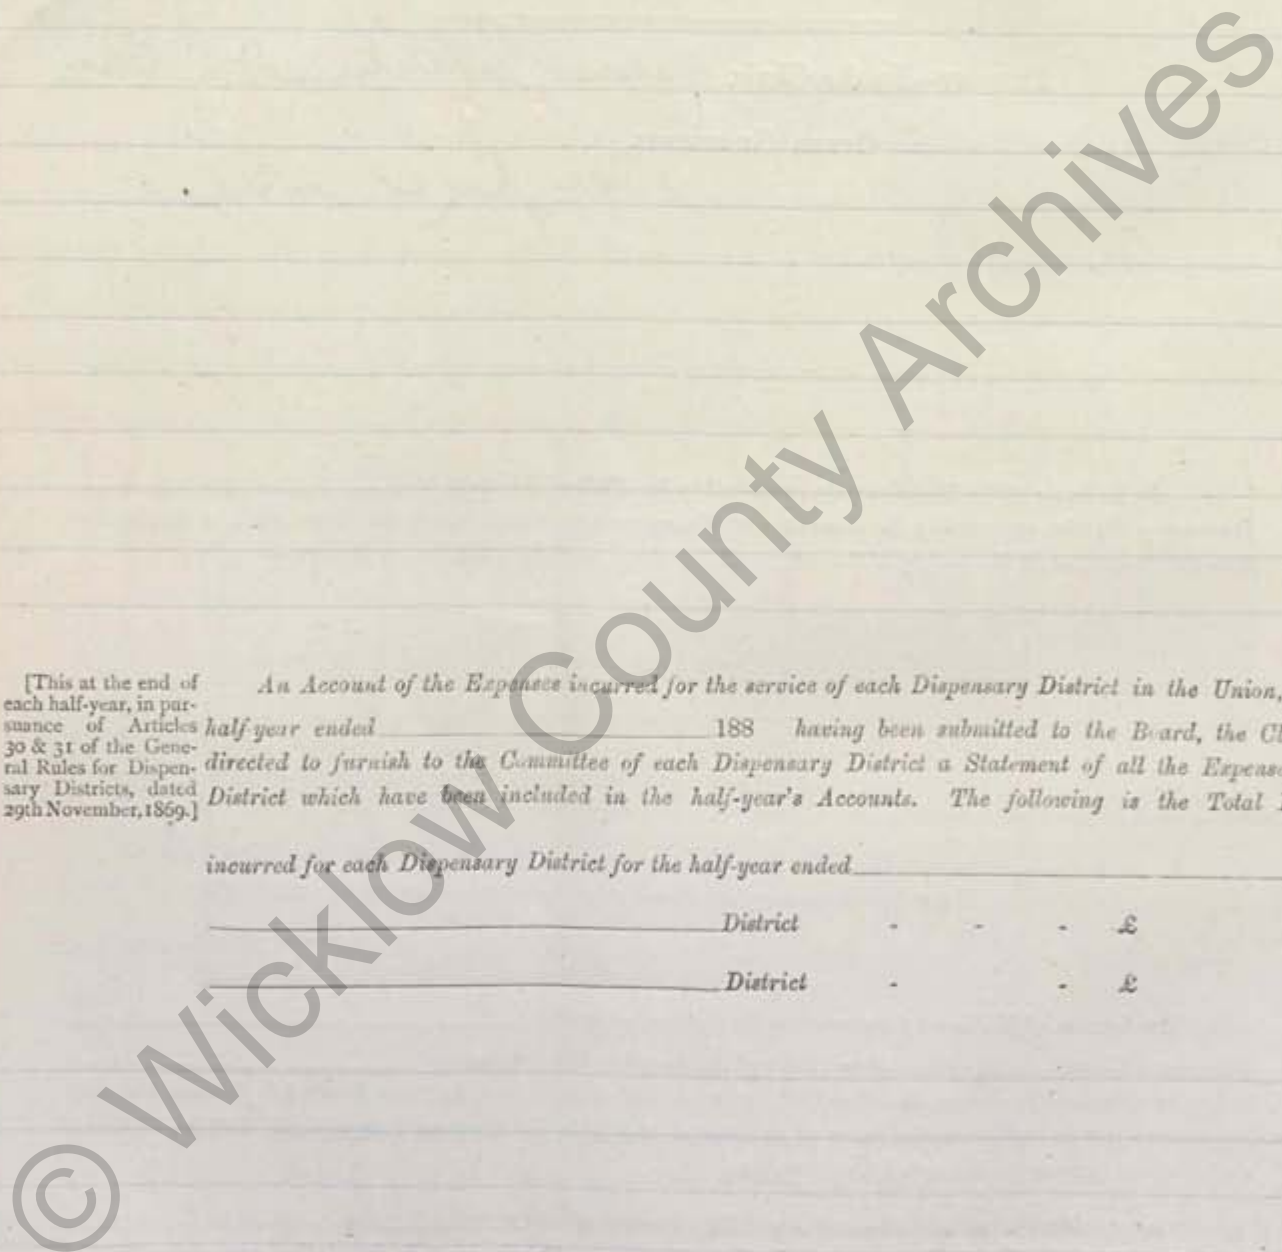 [This at the end of
each half-year, in pur-
suance of Articles
30 & 31 of the Gene-
ral Rules for Dispen-
sary Districts, dated
29th November, 1869.]
An Account of the Expenses incurred for the service of each Dispensary District in the Union,
half-year ended 188 having been submitted to the Board, the Cl
directed to furnish to the Committee of each Dispensary District a Statement of all the Expense
District which have been included in the half-year's Accounts. The following is the Total
incurred for each Dispensary District for the half-year ended
District - - - £
District - - £
© Wicklow County Archives